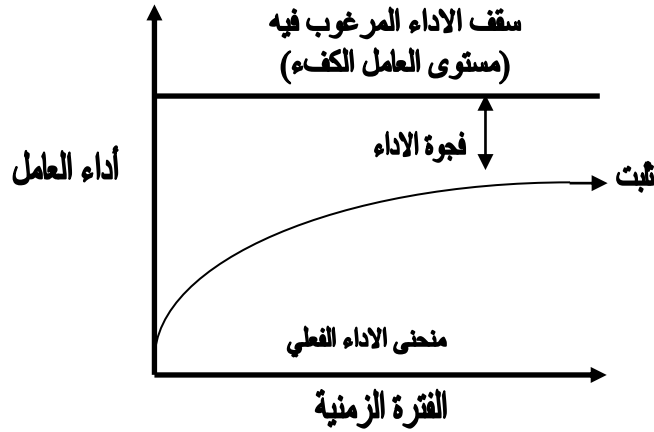 سقف الاداء المرغوب فيه
(مستوى العامل الكفء)
فجوة الاداء
أداء العامل
ثابت
منحنى الاداء الفعلي
الفترة الزمنية